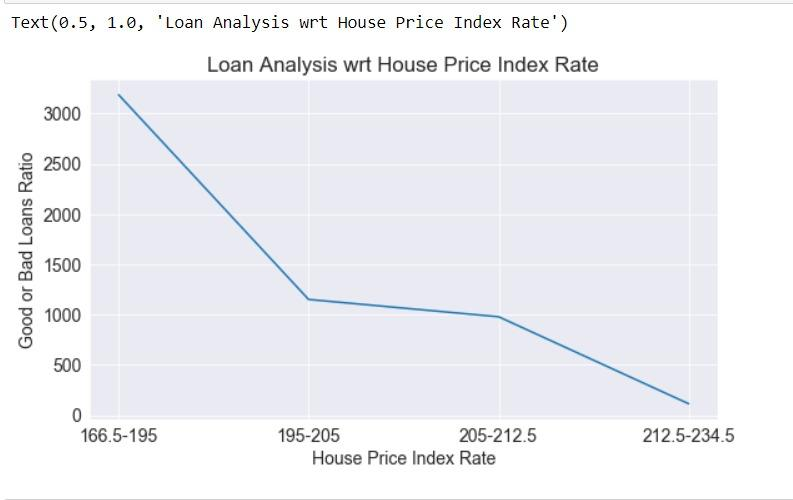 Text(0.5, 1.0, 'Loan Analysis wrt House Price Index Rate')
Loan Analysis wrt House Price Index Rate
Good or Bad Loans Ratio
3000
2500
2000
1500
1000
500
0
166.5-195 195-205 205-212.5 212.5-234.5
House Price Index Rate